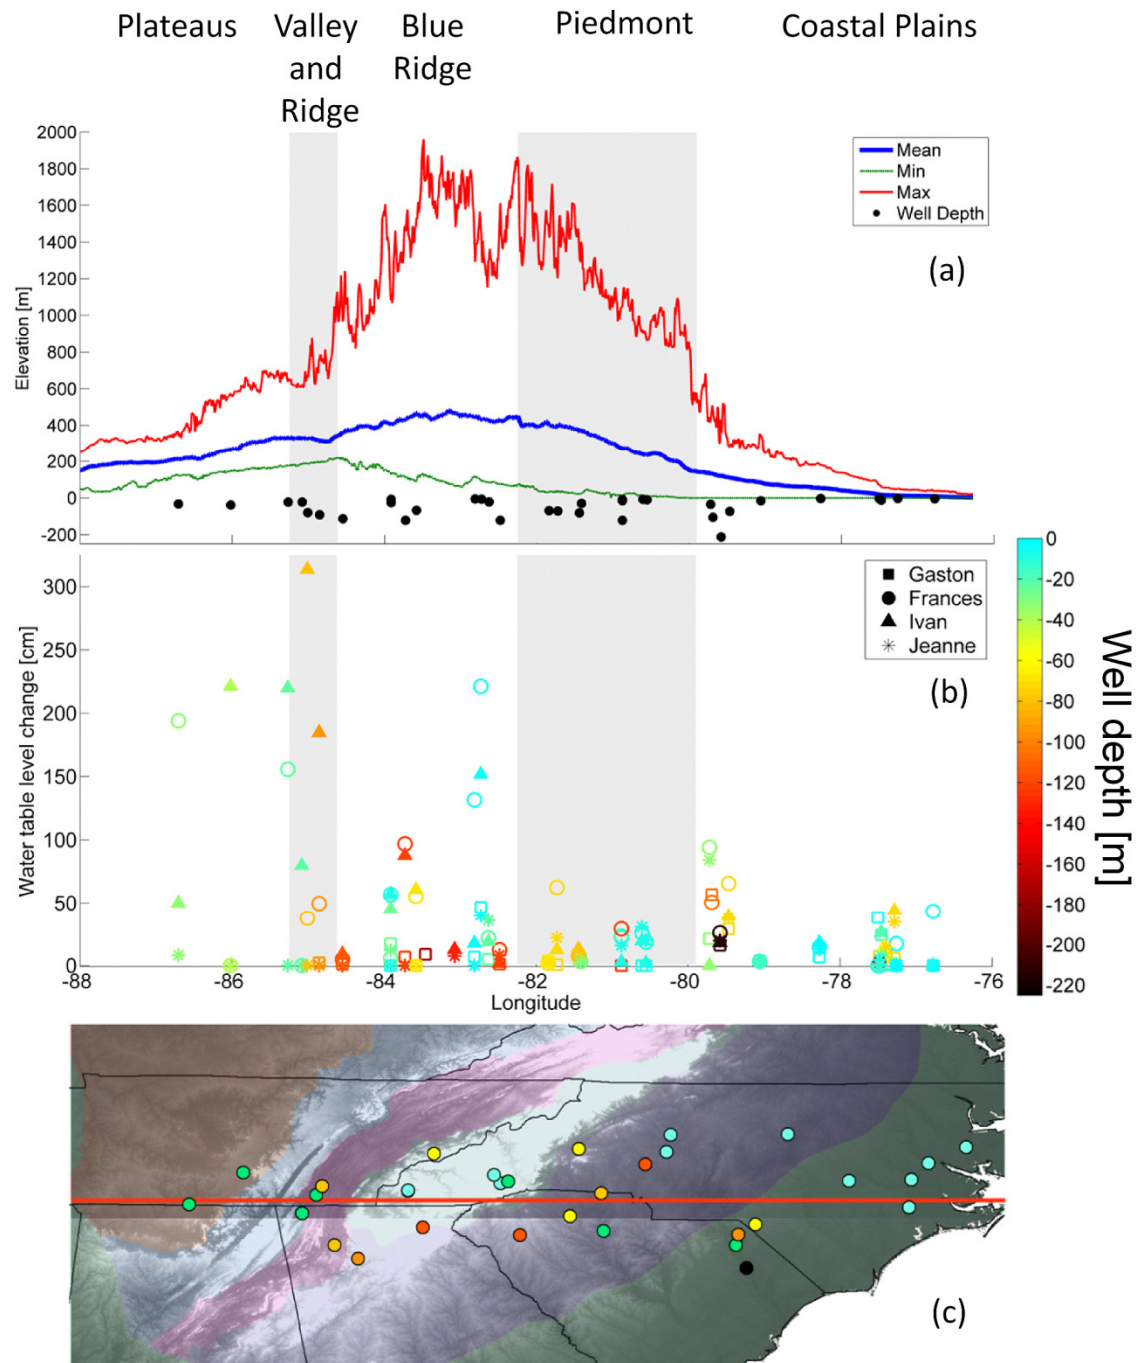 Plateaus
Valley
and
Ridge
Blue
Ridge
Piedmont
Coastal Plains
2000
1800
1600
1400
1200
1000
800
600
400
200
0
-200
Elevation [m]
Mean
Min
Max
Well Depth
(a)
300
250
200
150
100
50
0
Water table level change [cm]
Gaston
Frances
Ivan
Jeanne
(b)
-88
-86
-84
-82
-80
-78
-76
Longitude
0
-20
-40
-60
-80
-100
-120
-140
-160
-180
-200
-220
Well depth [m]
(c)